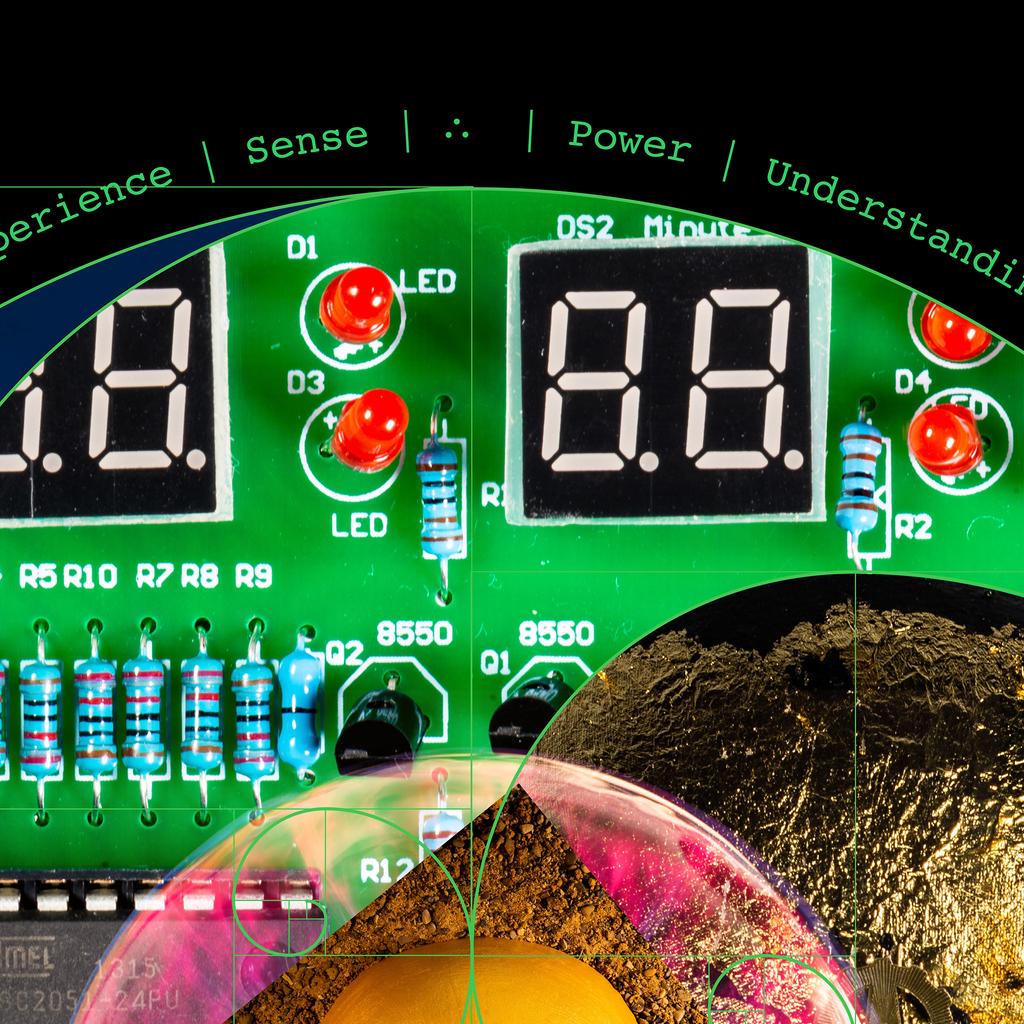 perience | Sense | ∴ | Power | Understandin
D1
LED
DS2 Minute
D3
D4
LED
LED
R2
R5 R10 R7 R8 R9
8550
8550
Q2
Q1
R12
1315
C2051-24PU